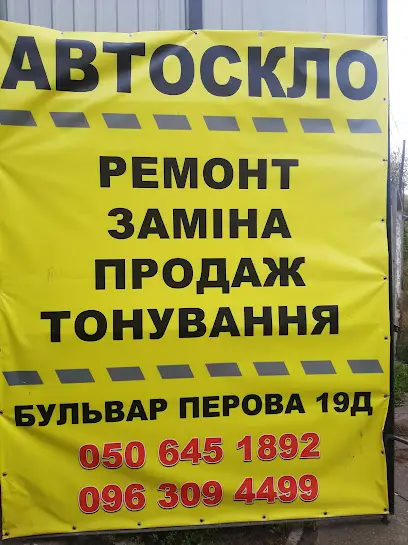 АВТОСКЛО
РЕМОНТ
ЗАМІНА
ПРОДАЖ
ТОНУВАННЯ
БУЛЬВАР ПЕРОВА 19Д
050 645 1892
096 309 4499